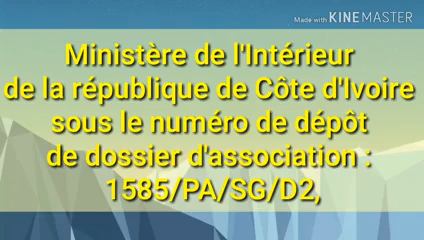 Made with KINEMASTER
Ministère de l'Intérieur
de la république de Côte d'Ivoire
sous le numéro de dépôt
de dossier d'association :
1585/PA/SG/D2,